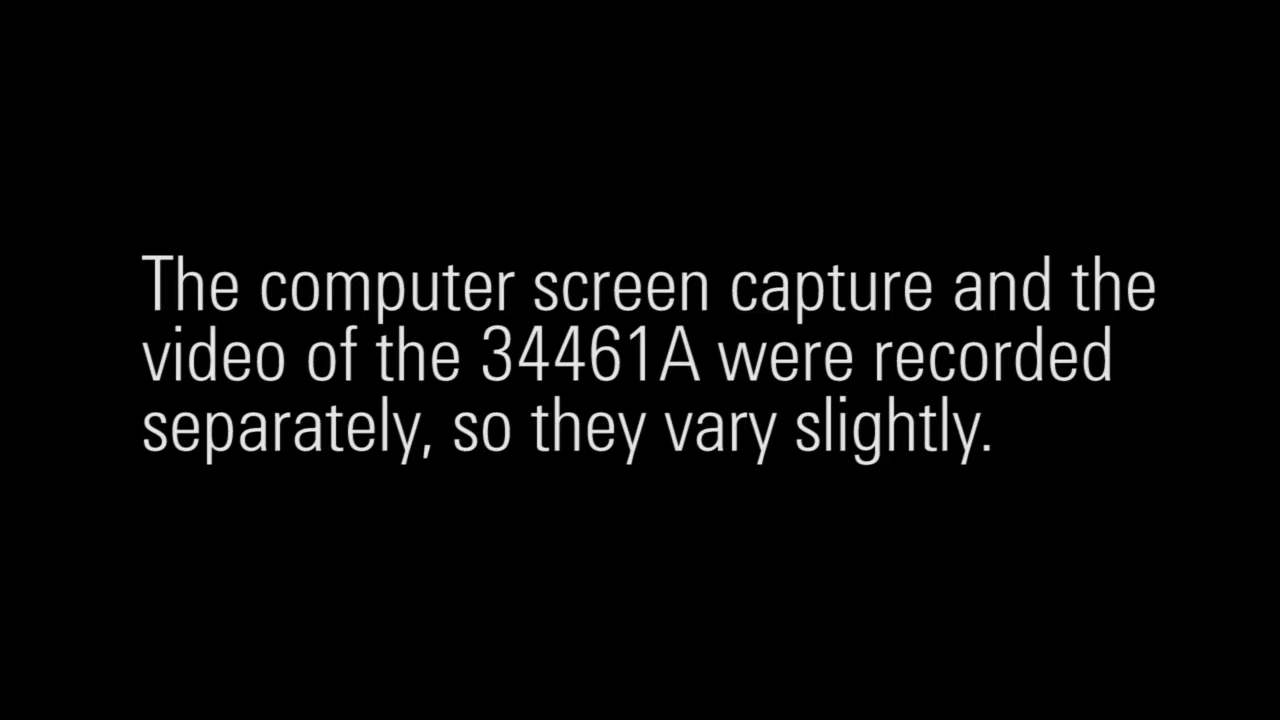 The computer screen capture and the
video of the 34461A were recorded
separately, so they vary slightly.